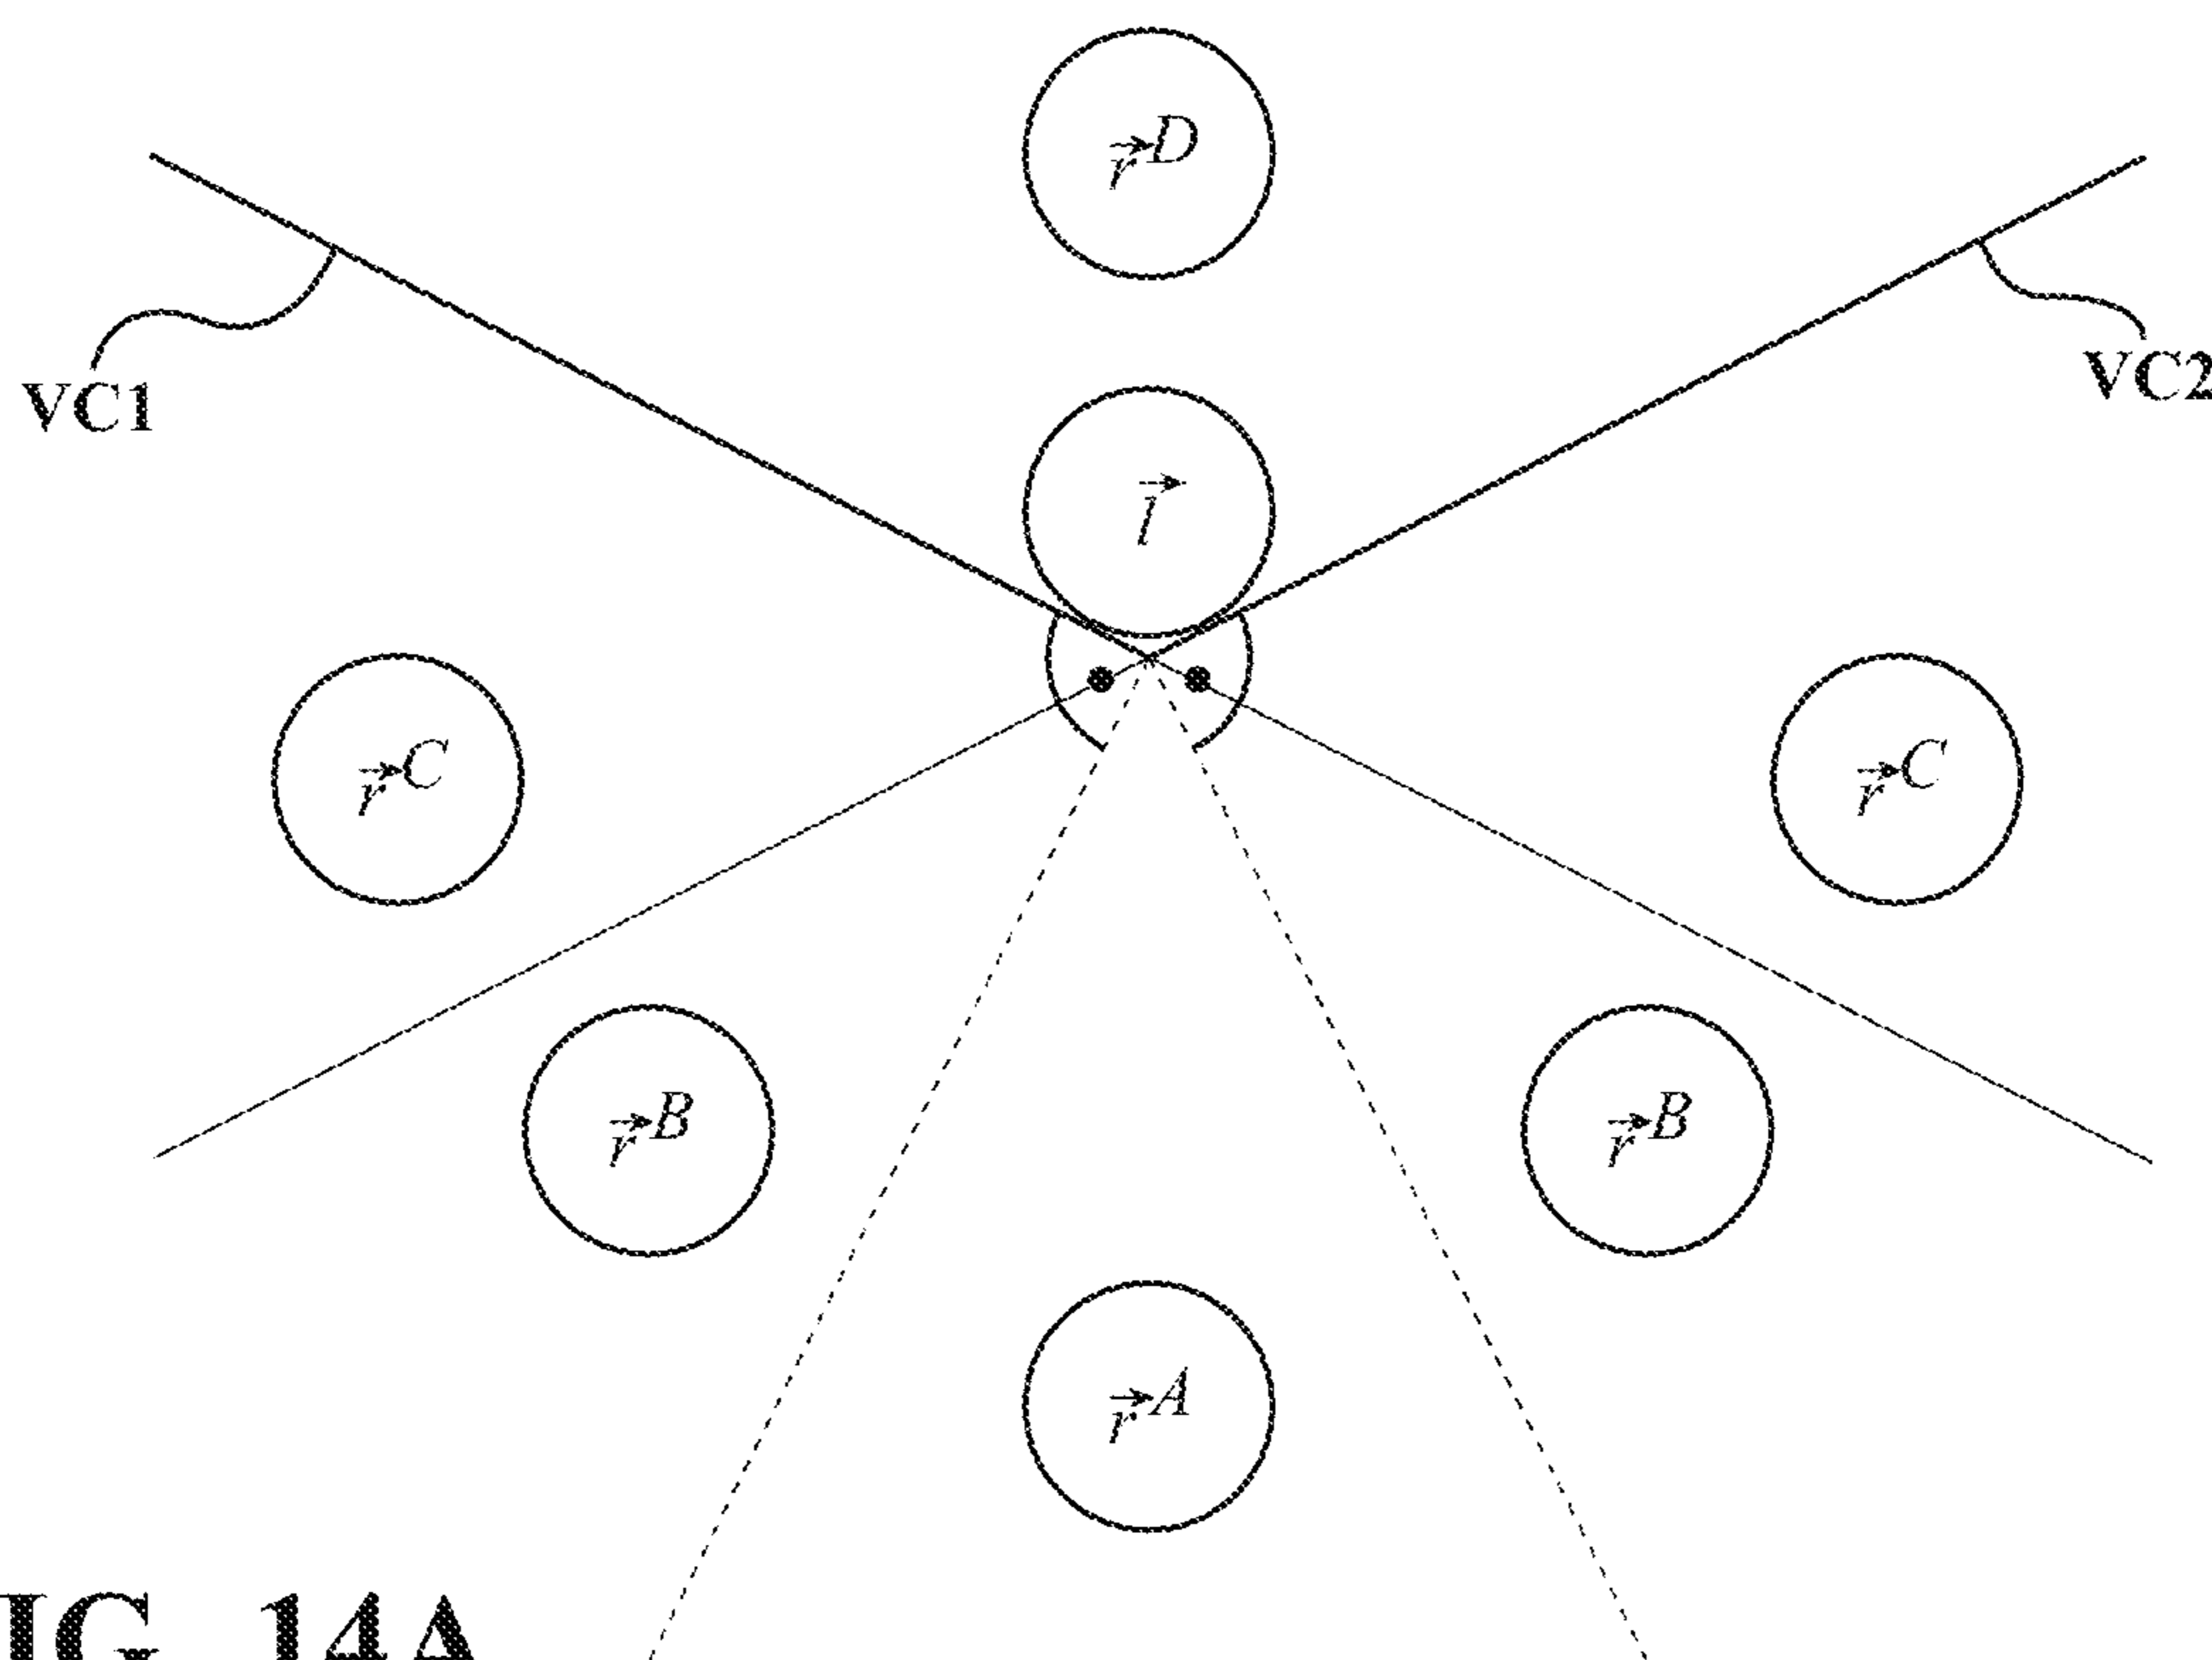 r⃗ D
VC1
VC2
l⃗
r⃗ C
r⃗ C
r⃗ B
r⃗ B
r⃗ A
IG. 14A